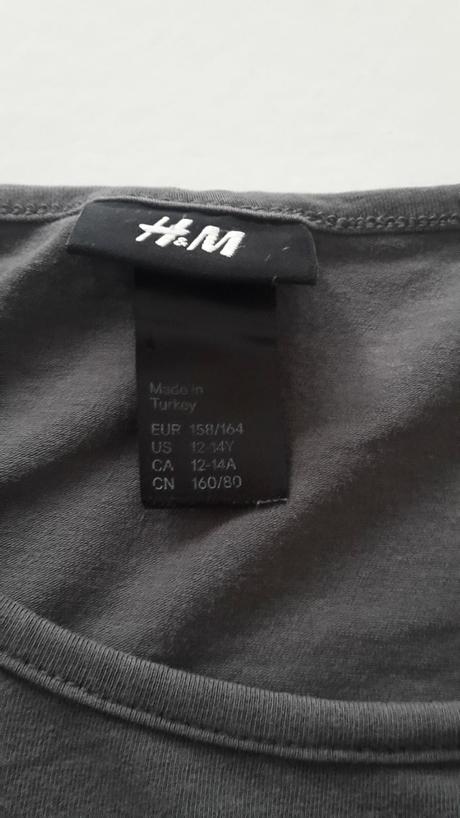 H&M
Made in
Turkey
EUR 158/164
US 12-14Y
CA 12-14A
CN 160/80